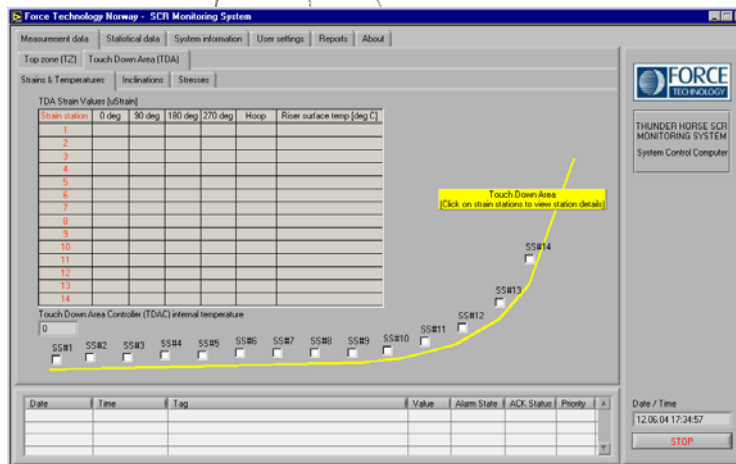 Force Technology Norway - SCR Monitoring System
Measurement data Statistical data System information User settings Reports About
Top zone (TZ) Touch Down Area (TDA)
Strains & Temperatures Inclinations Stresses
TDA Strain Values [uStrain]
Strain station 0 deg 90 deg 180 deg 270 deg Hoop Riser surface temp [deg C]
1
2
3
4
5
6
7
8
9
10
11
12
13
14
FORCE
TECHNOLOGY
THUNDER HORSE SCR
MONITORING SYSTEM
System Control Computer
Touch Down Area
(Click on strain stations to view station details)
SS#14
SS#13
SS#12
SS#11
Touch Down Area Controller (TDAC) internal temperature
0
SS#1 SS#2 SS#3 SS#4 SS#5 SS#6 SS#7 SS#8 SS#9 SS#10
Date Time Tag Value Alarm State ACK Status Priority
Date / Time
12.06.04 17:34:57
STOP